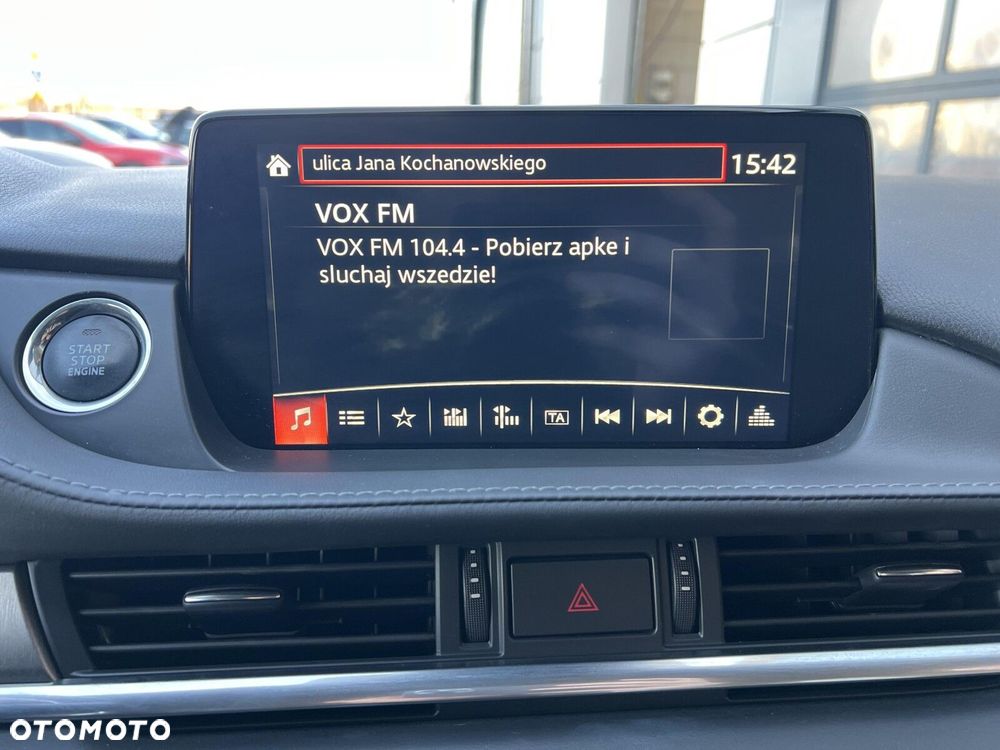 ulica Jana Kochanowskiego
15:42
VOX FM
VOX FM 104.4 - Pobierz apke i
sluchaj wszedzie!
START
STOP
ENGINE
TA
OTOMOTO